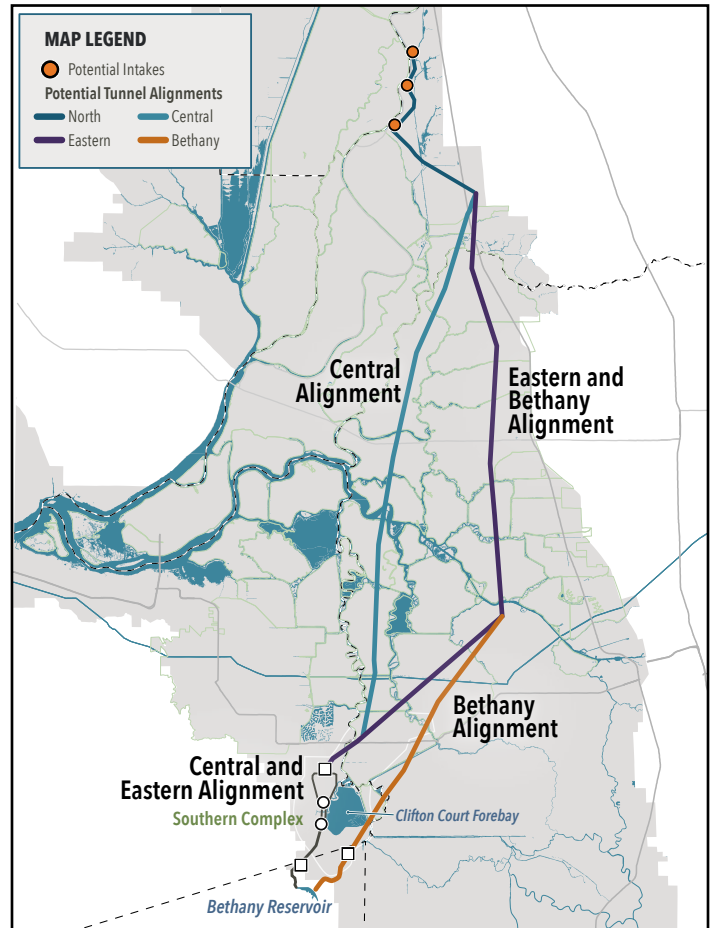 MAP LEGEND
Potential Intakes
Potential Tunnel Alignments
North
Central
Eastern
Bethany
Central
Alignment
Eastern and
Bethany
Alignment
Bethany
Alignment
Central and
Eastern Alignment
Southern Complex
Clifton Court Forebay
Bethany Reservoir